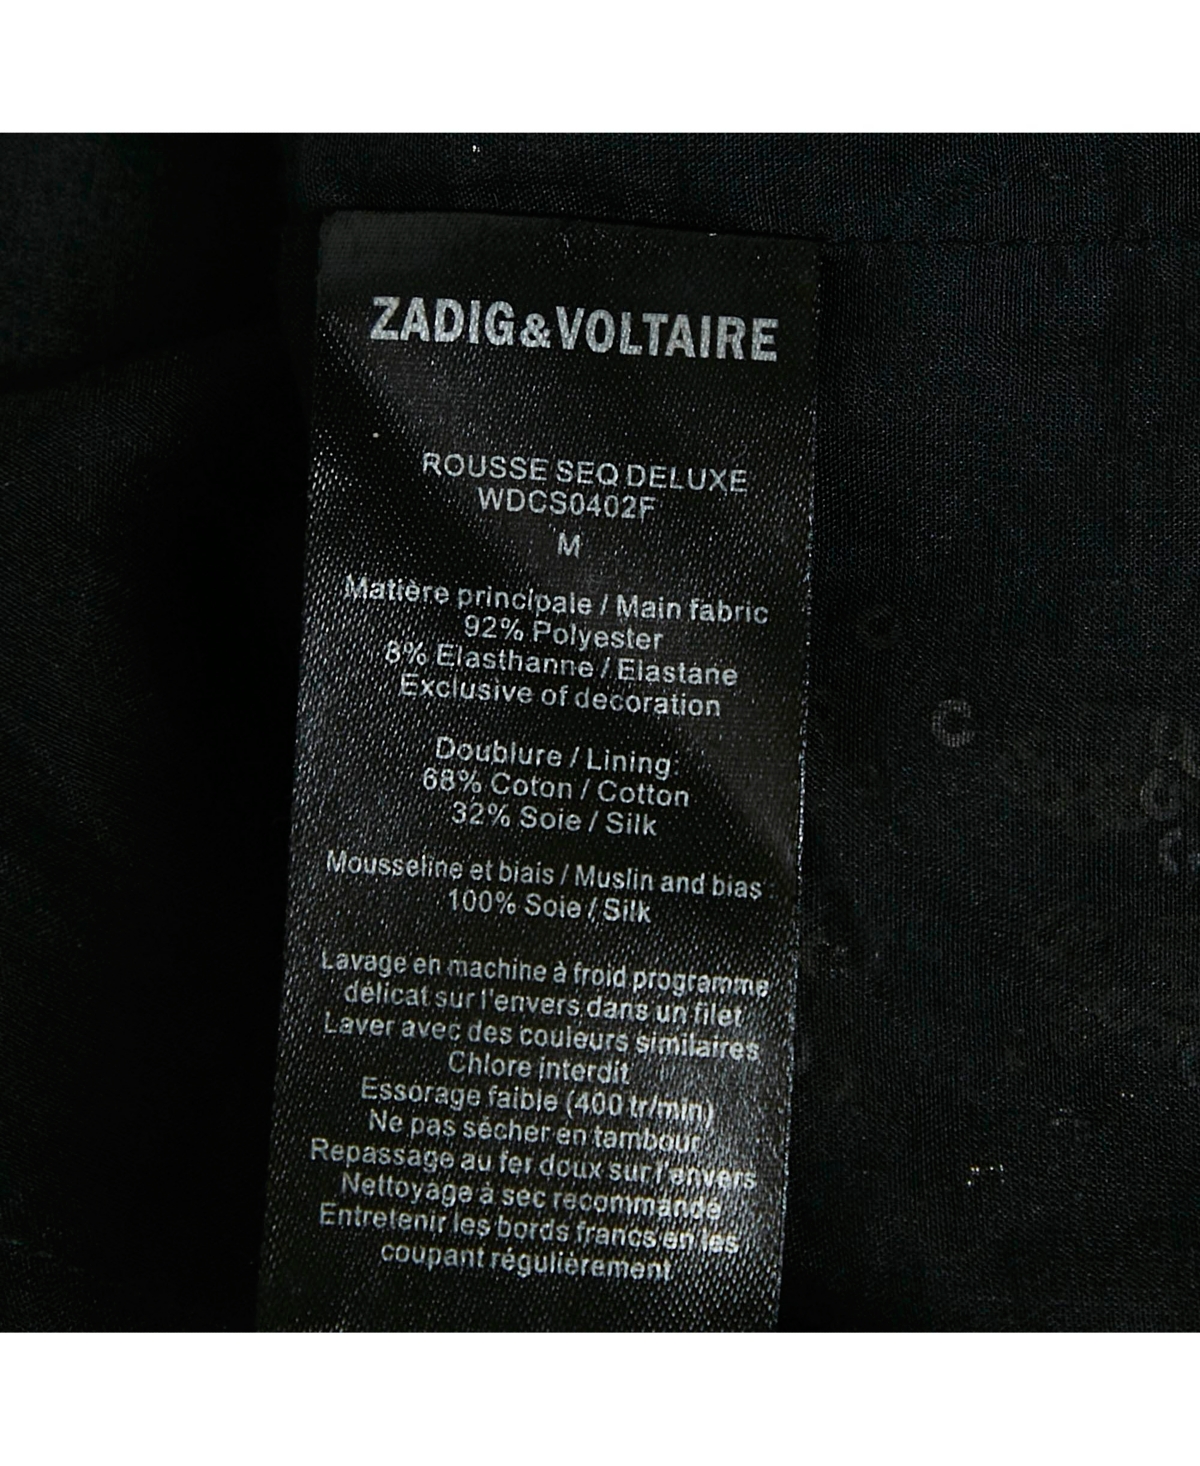 ZADIG&VOLTAIRE
ROUSSE SEQ DELUXE
WDCS0402F
M
Matière principale / Main fabric
92% Polyester
8% Elasthanne / Elastane
Exclusive of decoration
Doublure / Lining:
68% Coton / Cotton
32% Soie / Silk
Mousseline et biais / Muslin and bias :
100% Soie / Silk
Lavage en machine à froid programme
délicat sur l'envers dans un filet
Laver avec des couleurs similaires
Chlore interdit
Essorage faible (400 tr/min)
Ne pas sécher en tambour
Repassage au fer doux sur l'envers
Nettoyage à sec recommandé
Entretenir les bords francs en les
coupant régulièrement